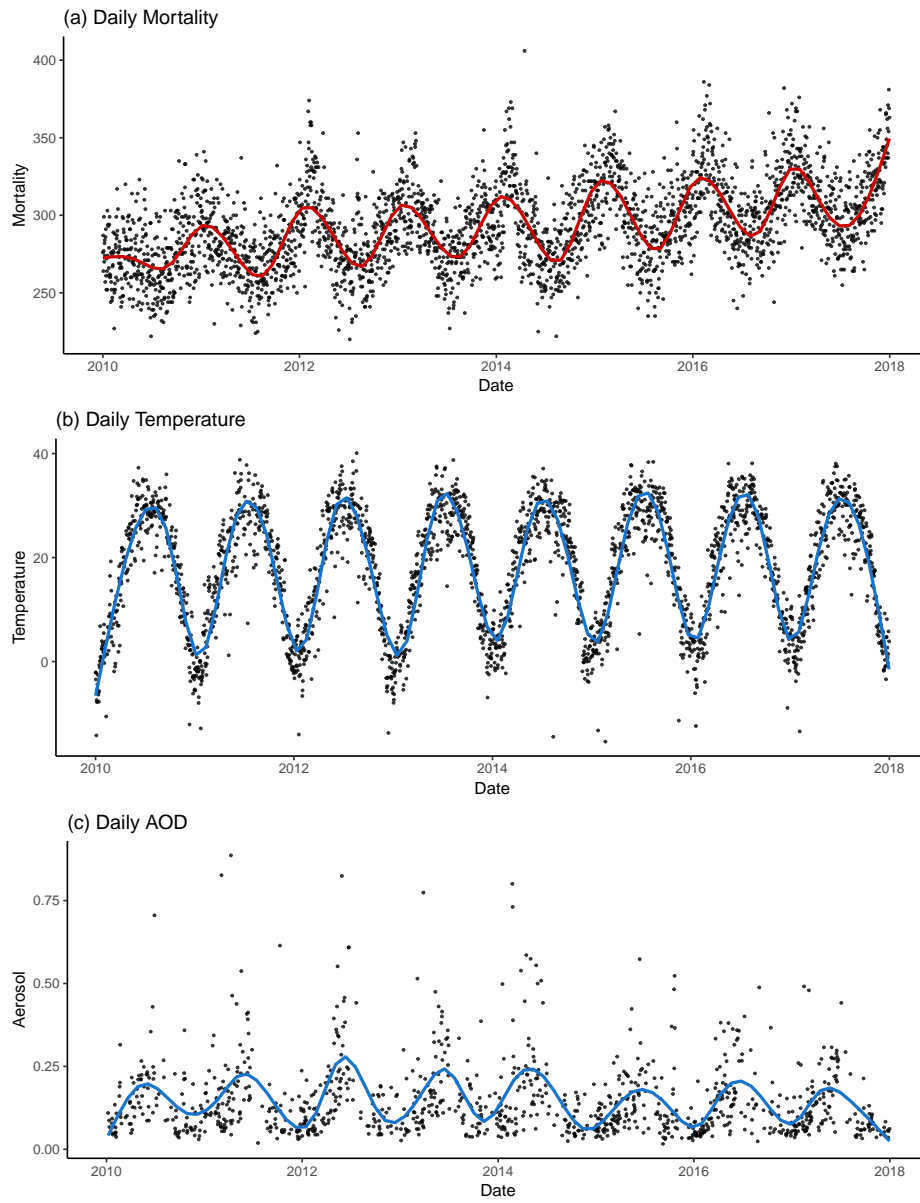 (a) Daily Mortality
400
350
300
250
Mortality
2010 2012 2014 2016 2018
Date
(b) Daily Temperature
40
20
0
Temperature
2010 2012 2014 2016 2018
Date
(c) Daily AOD
0.75
0.50
0.25
0.00
Aerosol
2010 2012 2014 2016 2018
Date